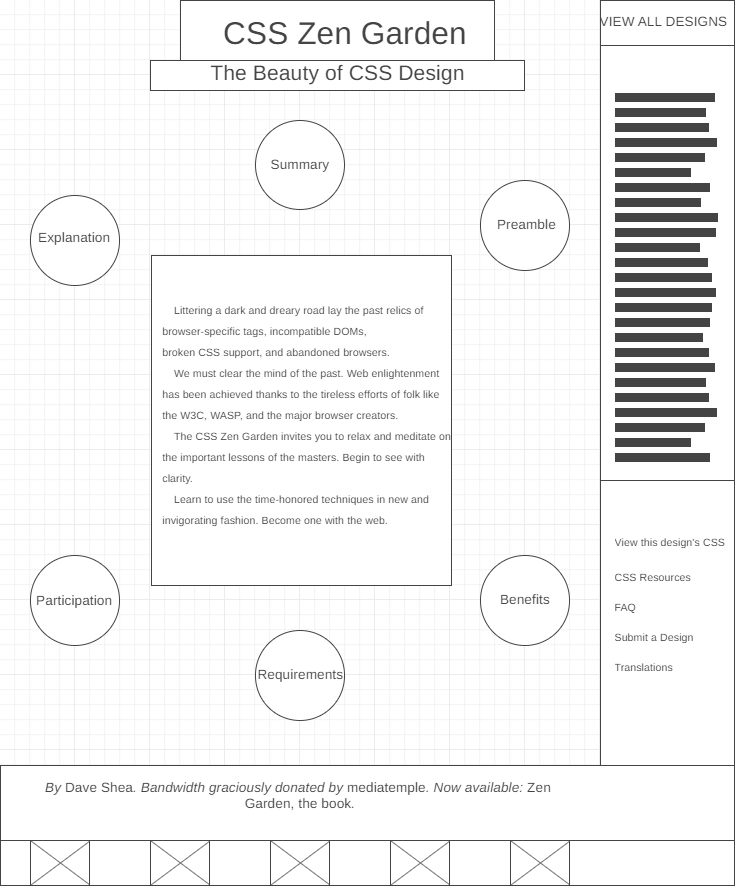 CSS Zen Garden
The Beauty of CSS Design
VIEW ALL DESIGNS
Summary
Explanation
Preamble
Littering a dark and dreary road lay the past relics of
browser-specific tags, incompatible DOMs,
broken CSS support, and abandoned browsers.
We must clear the mind of the past. Web enlightenment
has been achieved thanks to the tireless efforts of folk like
the W3C, WASP, and the major browser creators.
The CSS Zen Garden invites you to relax and meditate on
the important lessons of the masters. Begin to see with
clarity.
Learn to use the time-honored techniques in new and
invigorating fashion. Become one with the web.
Participation
Benefits
Requirements
View this design's CSS
CSS Resources
FAQ
Submit a Design
Translations
By Dave Shea. Bandwidth graciously donated by mediatemple. Now available: Zen
Garden, the book.